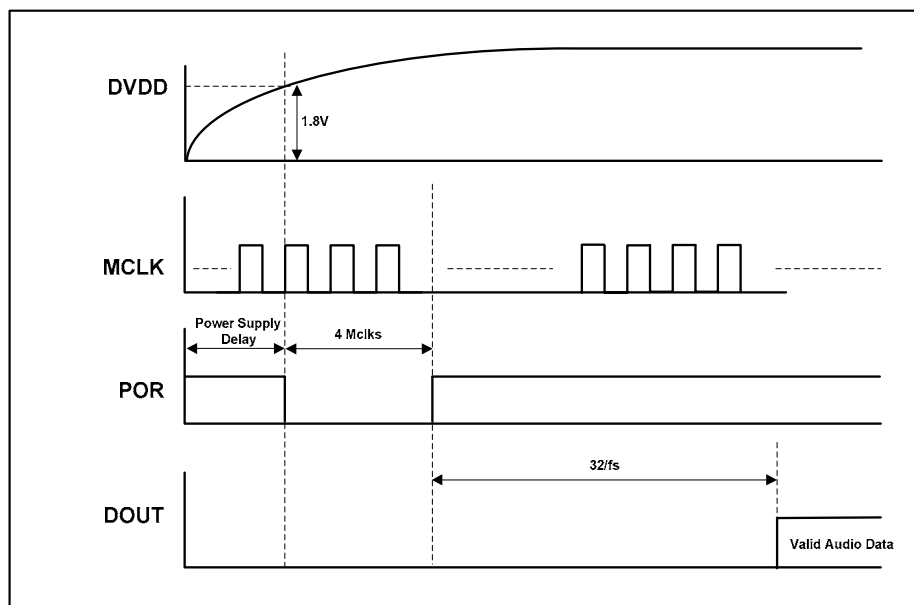 DVDD
1.8V
MCLK
Power Supply
Delay
4 Mclks
POR
32/fs
DOUT
Valid Audio Data